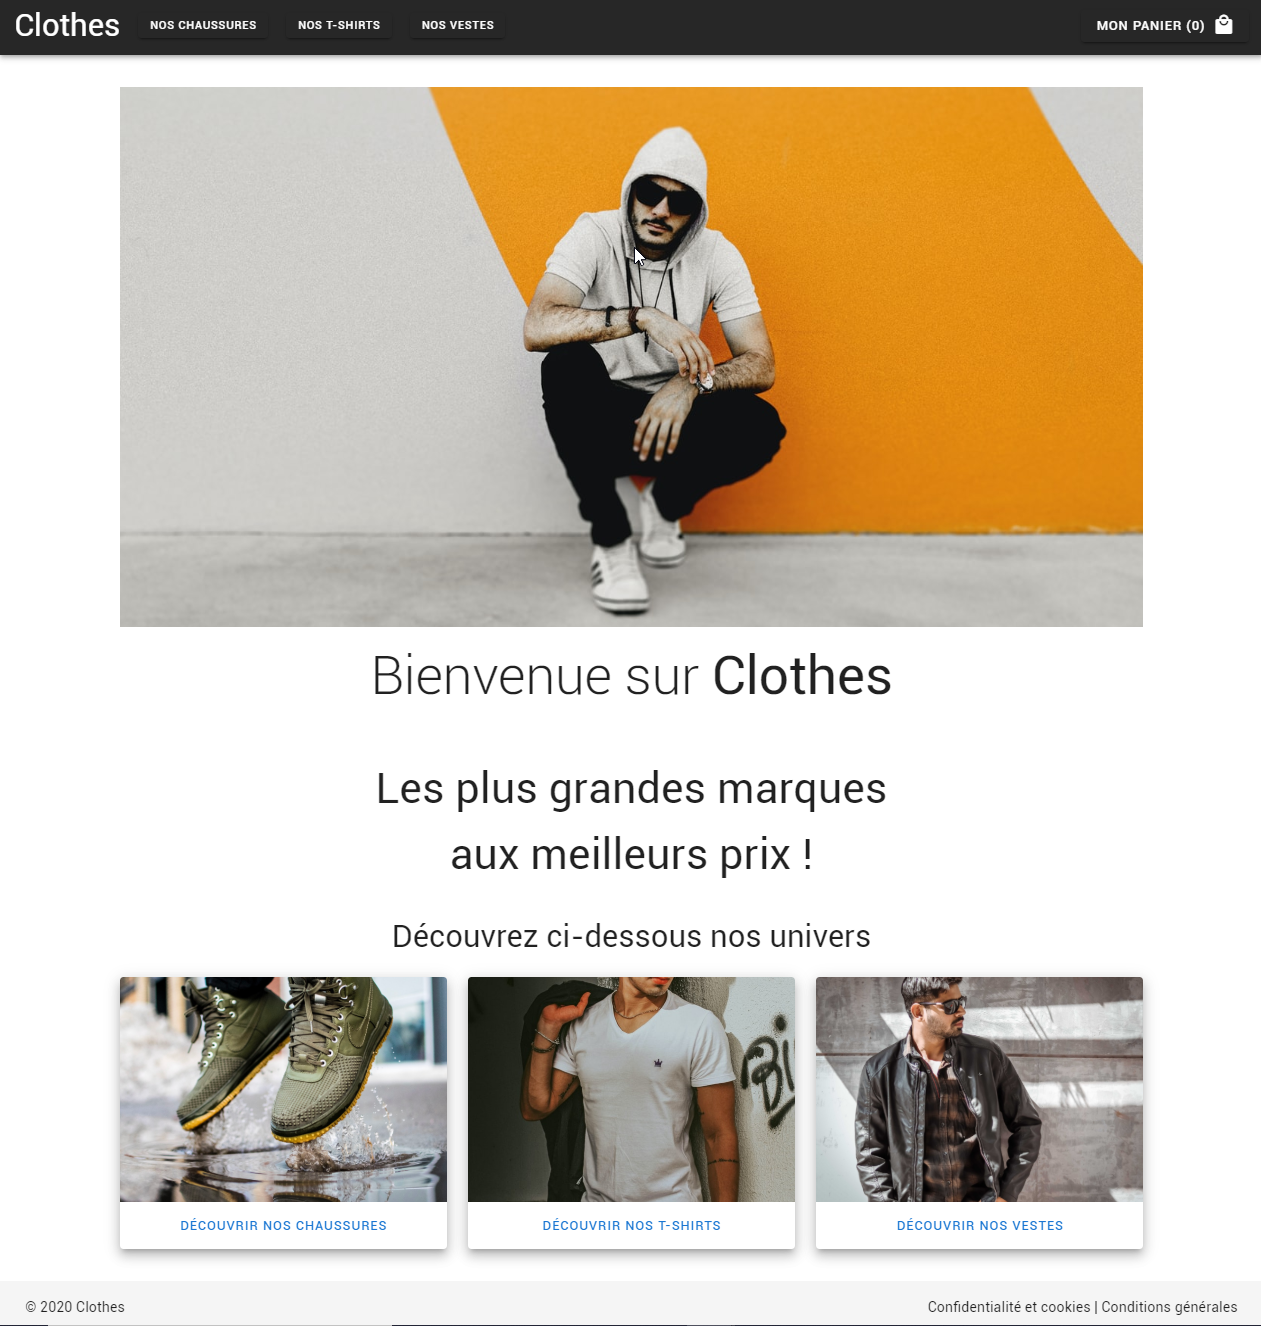 Clothes NOS CHAUSSURES NOS T-SHIRTS NOS VESTES MON PANIER (0)
Bienvenue sur Clothes
Les plus grandes marques
aux meilleurs prix !
Découvrez ci-dessous nos univers
DÉCOUVRIR NOS CHAUSSURES DÉCOUVRIR NOS T-SHIRTS DÉCOUVRIR NOS VESTES
© 2020 Clothes Confidentialité et cookies | Conditions générales